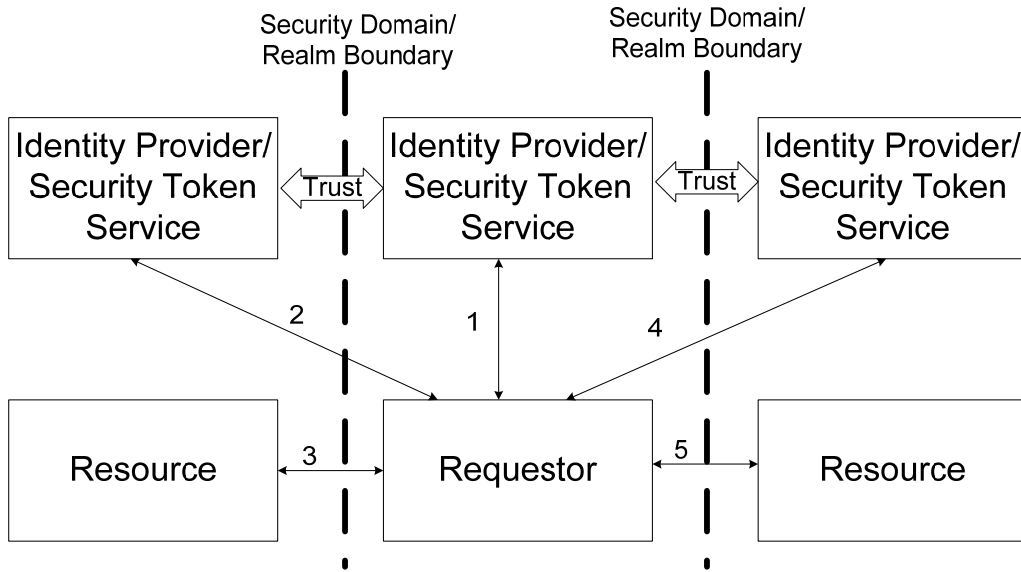 Security Domain/
Realm Boundary
Security Domain/
Realm Boundary
Identity Provider/
Security Token
Service
Trust
Identity Provider/
Security Token
Service
Trust
Identity Provider/
Security Token
Service
2
1
4
Resource
3
Requestor
5
Resource